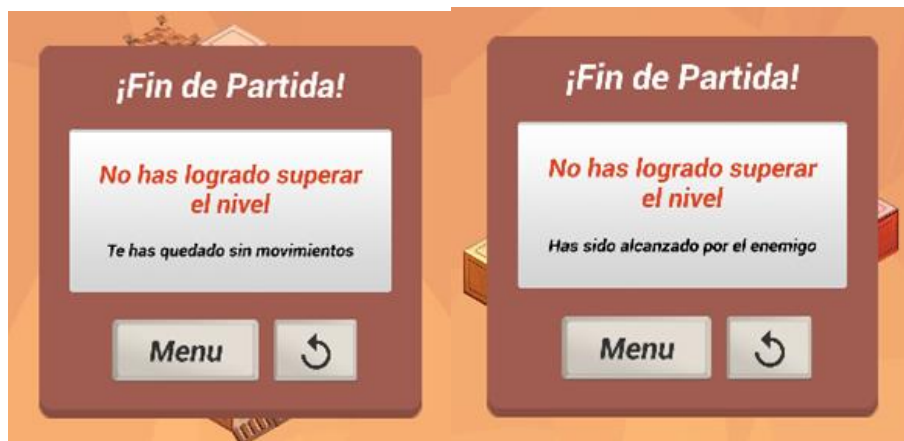 ¡Fin de Partida!
No has logrado superar
el nivel
Te has quedado sin movimientos
Menu
¡Fin de Partida!
No has logrado superar
el nivel
Has sido alcanzado por el enemigo
Menu